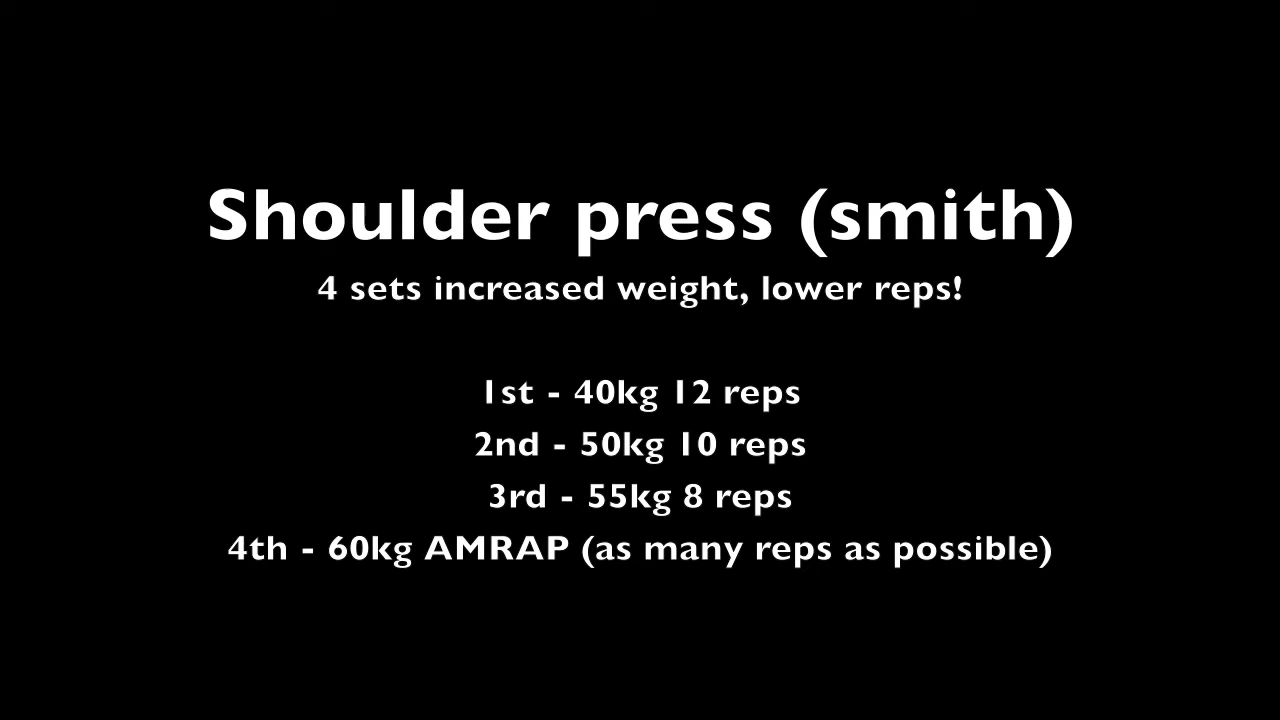 Shoulder press (smith)
4 sets increased weight, lower reps!
1st - 40kg 12 reps
2nd - 50kg 10 reps
3rd - 55kg 8 reps
4th - 60kg AMRAP (as many reps as possible)